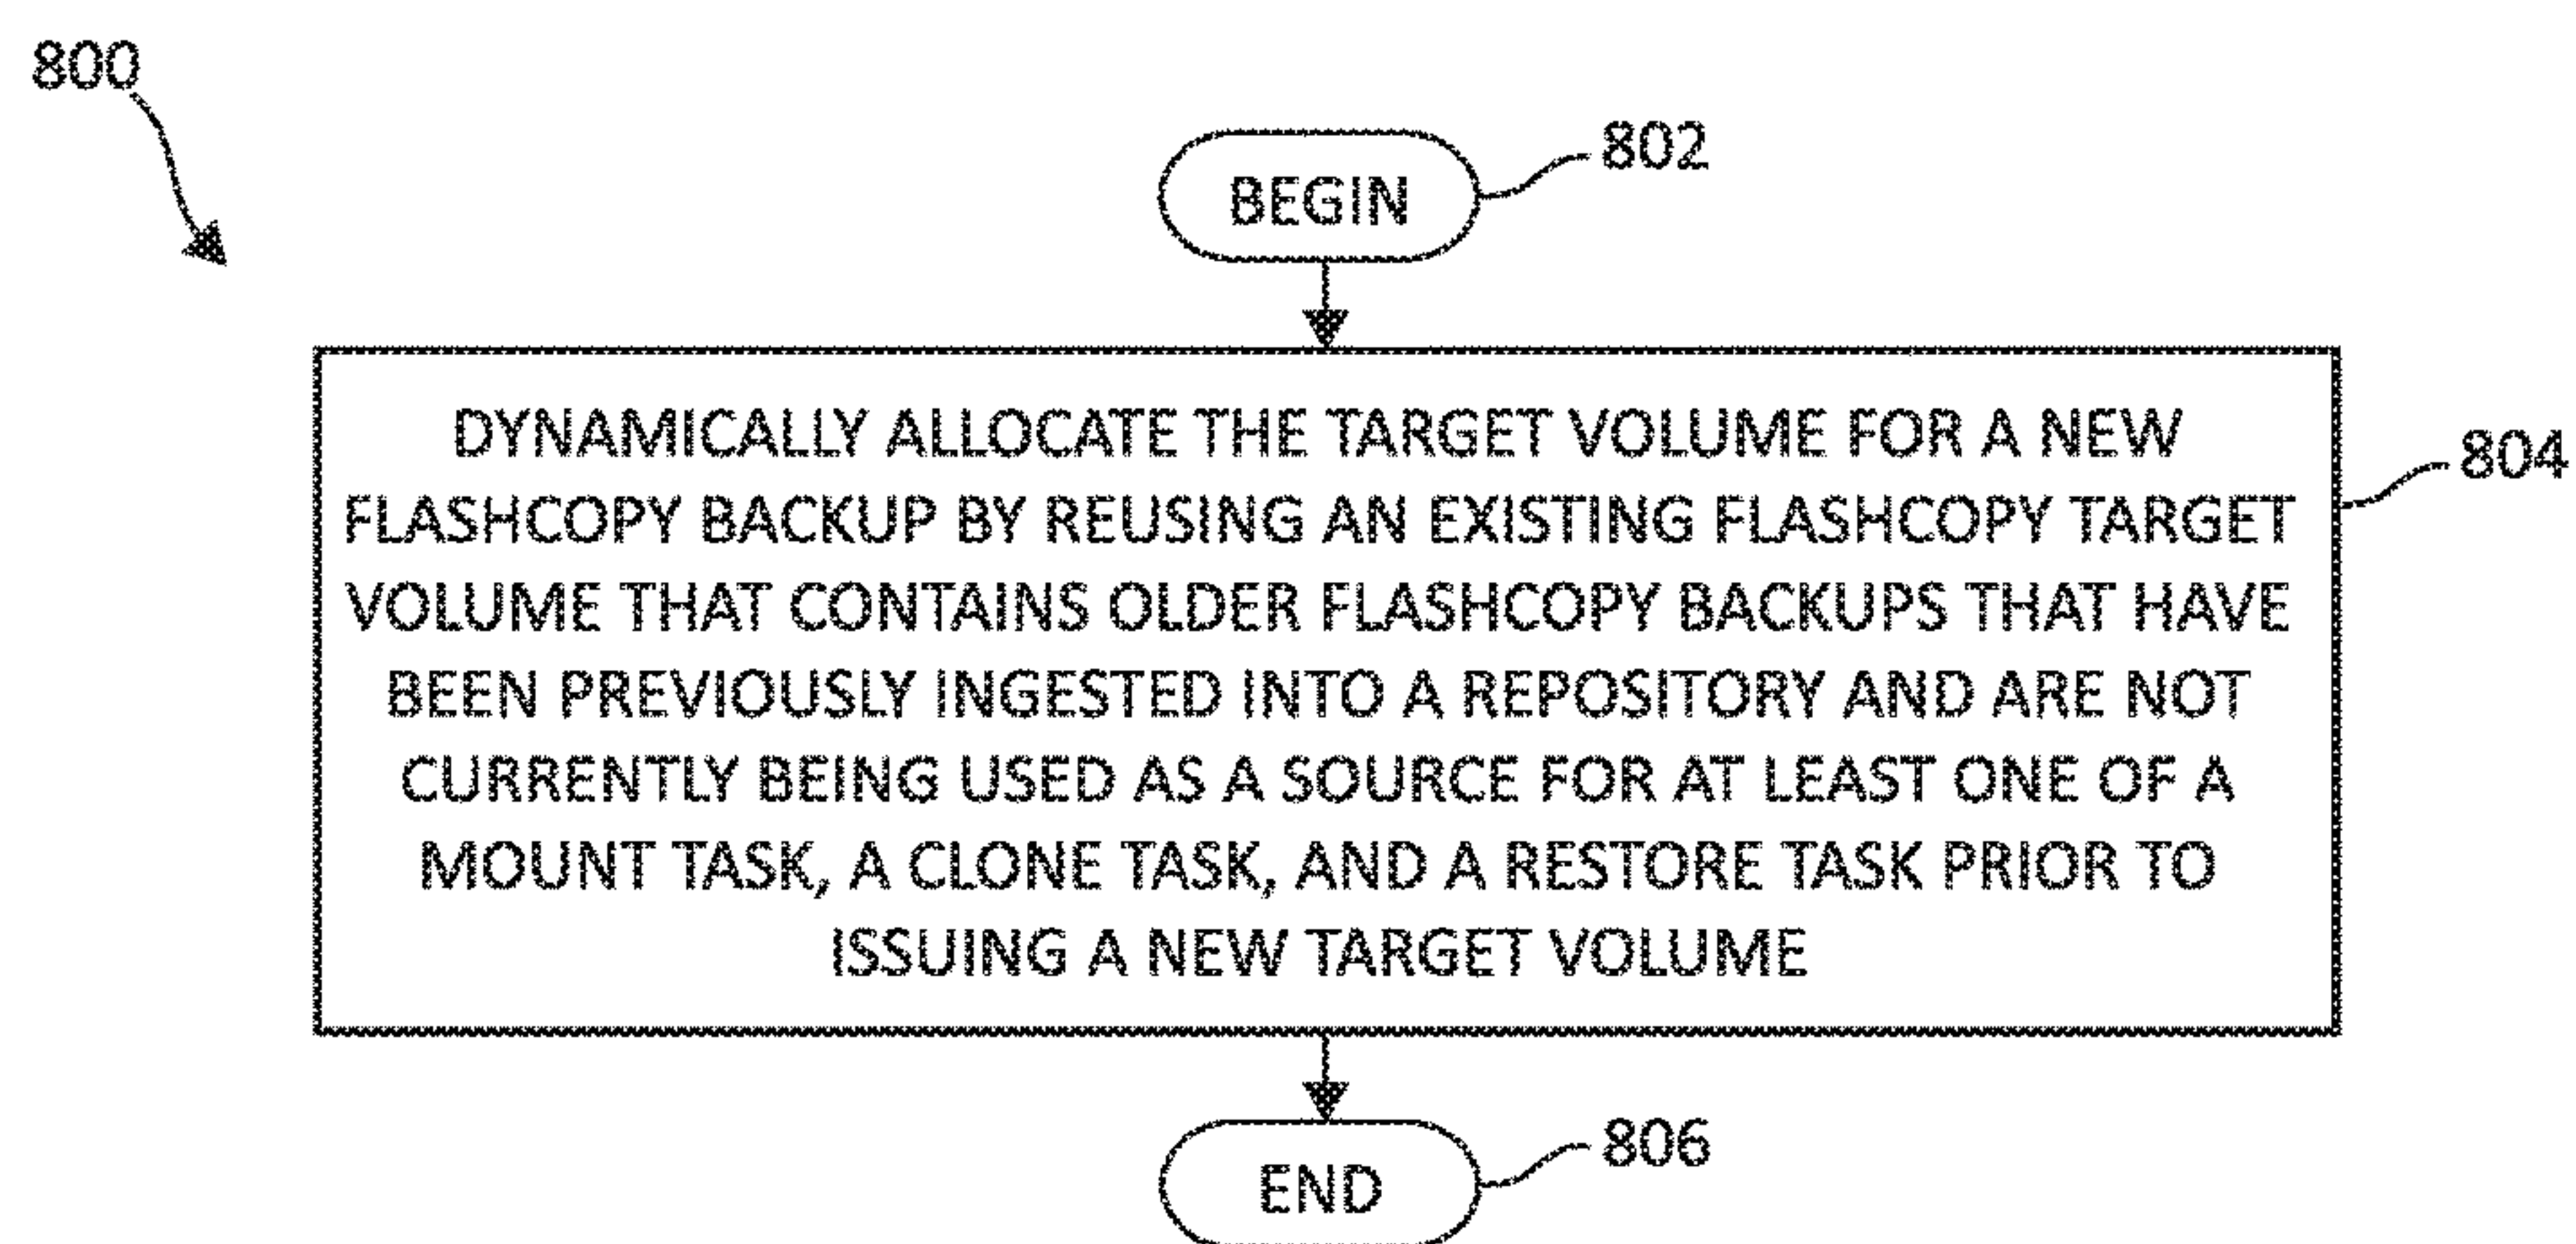 800
BEGIN
802
DYNAMICALLY ALLOCATE THE TARGET VOLUME FOR A NEW
FLASHCOPY BACKUP BY REUSING AN EXISTING FLASHCOPY TARGET
VOLUME THAT CONTAINS OLDER FLASHCOPY BACKUPS THAT HAVE
BEEN PREVIOUSLY INGESTED INTO A REPOSITORY AND ARE NOT
CURRENTLY BEING USED AS A SOURCE FOR AT LEAST ONE OF A
MOUNT TASK, A CLONE TASK, AND A RESTORE TASK PRIOR TO
ISSUING A NEW TARGET VOLUME
804
END
806